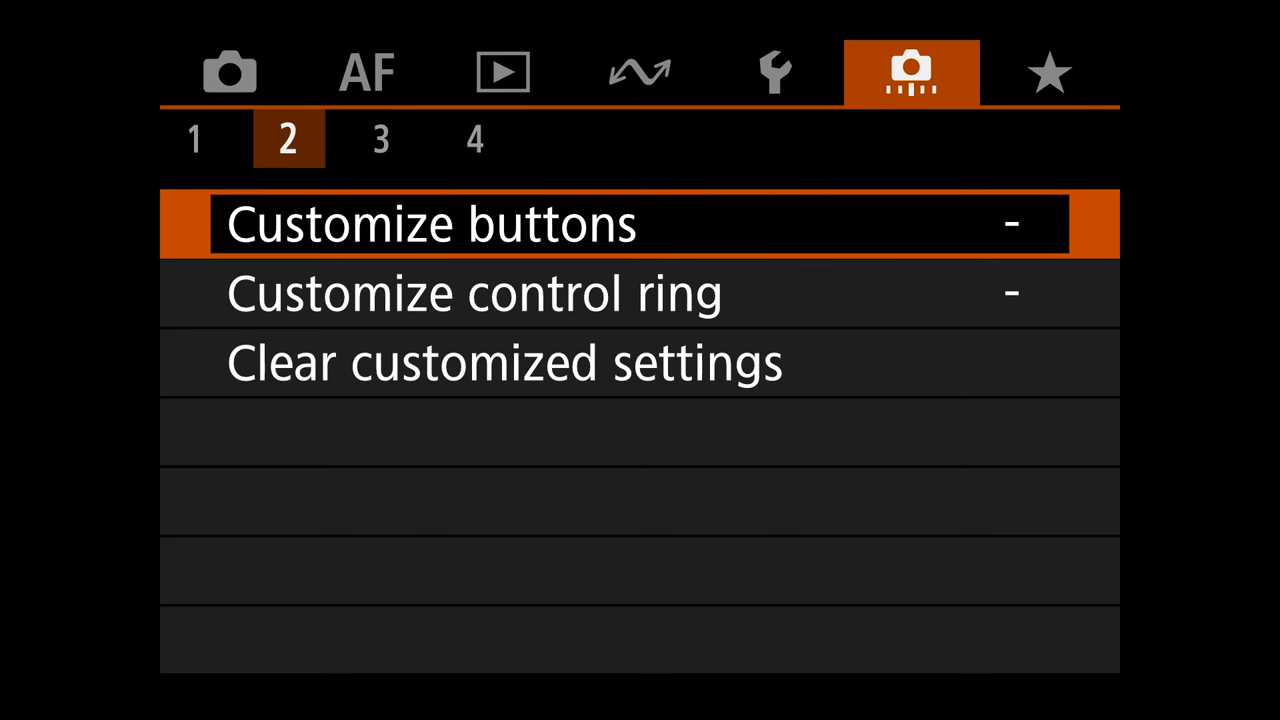 AF
1 2 3 4
Customize buttons -
Customize control ring -
Clear customized settings